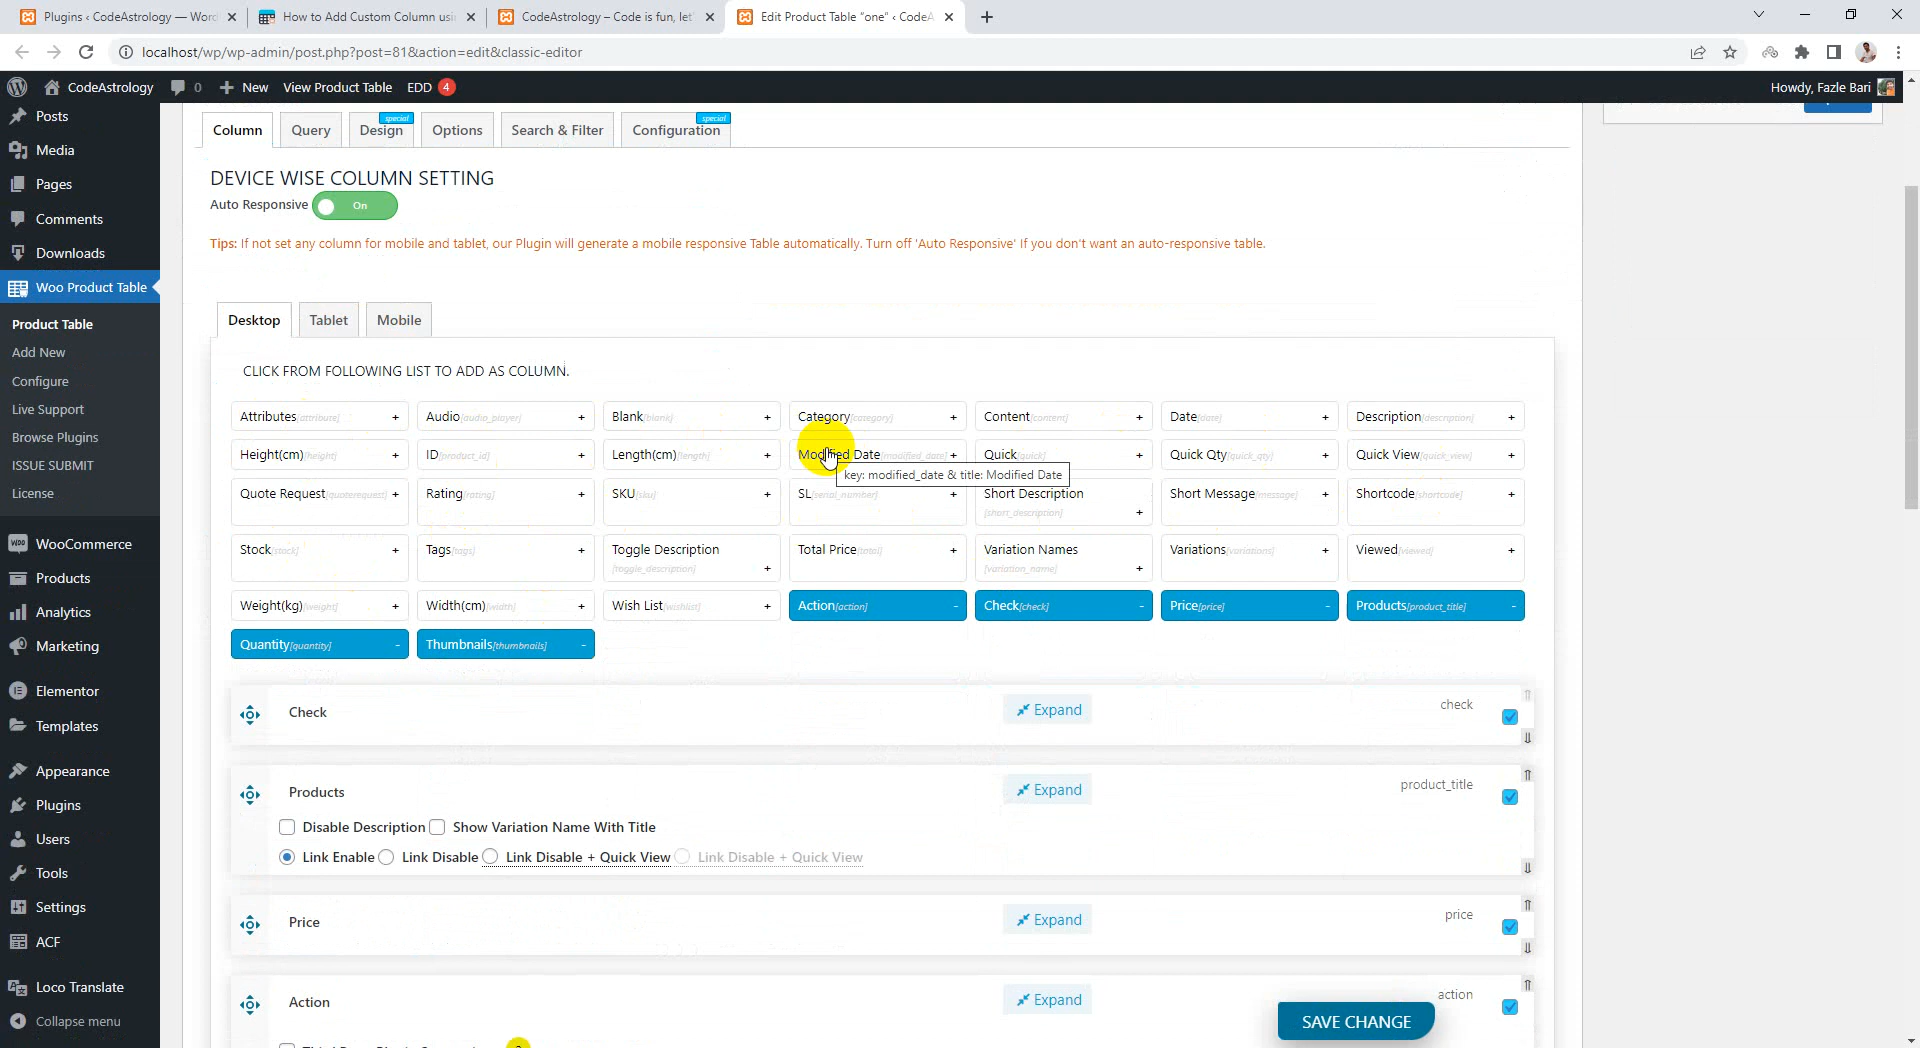 Plugins ‹ CodeAstrology — Word
How to Add Custom Column usi
CodeAstrology – Code is fun, let'
Edit Product Table "one" ‹ CodeA
localhost/wp/wp-admin/post.php?post=81&action=edit&classic-editor
CodeAstrology
0
New
View Product Table
EDD
4
Howdy, Fazle Bari
Posts
Media
Pages
Comments
Downloads
Woo Product Table
Product Table
Add New
Configure
Live Support
Browse Plugins
ISSUE SUBMIT
License
WooCommerce
Products
Analytics
Marketing
Elementor
Templates
Appearance
Plugins
Users
Tools
Settings
ACF
Loco Translate
Collapse menu
Column
Query
Design
special
Options
Search & Filter
Configuration
special
DEVICE WISE COLUMN SETTING
Auto Responsive
On
Tips: If not set any column for mobile and tablet, our Plugin will generate a mobile responsive Table automatically. Turn off 'Auto Responsive' If you don't want an auto-responsive table.
Desktop
Tablet
Mobile
CLICK FROM FOLLOWING LIST TO ADD AS COLUMN.
Attributes[attribute] +
Audio[audio_player] +
Blank[blank] +
Category[category] +
Content[content] +
Date[date] +
Description[description] +
Height(cm)[height] +
ID[product_id] +
Length(cm)[length] +
Modified Date[modified_date] +
Quick[quick] +
Quick Qty[quick_qty] +
Quick View[quick_view] +
key: modified_date & title: Modified Date
Quote Request[quoterequest] +
Rating[rating] +
SKU[sku] +
SL[serial_number] +
Short Description
[short_description] +
Short Message[message] +
Shortcode[shortcode] +
Stock[stock] +
Tags[tags] +
Toggle Description
[toggle_description] +
Total Price[total] +
Variation Names
[variation_name] +
Variations[variations] +
Viewed[viewed] +
Weight(kg)[weight] +
Width(cm)[width] +
Wish List[wishlist] +
Action[action] -
Check[check] -
Price[price] -
Products[product_title] -
Quantity[quantity] -
Thumbnails[thumbnails] -
Check
Expand
check
Products
Expand
product_title
Disable Description
Show Variation Name With Title
Link Enable
Link Disable
Link Disable + Quick View
Link Disable + Quick View
Price
Expand
price
Action
Expand
action
SAVE CHANGE